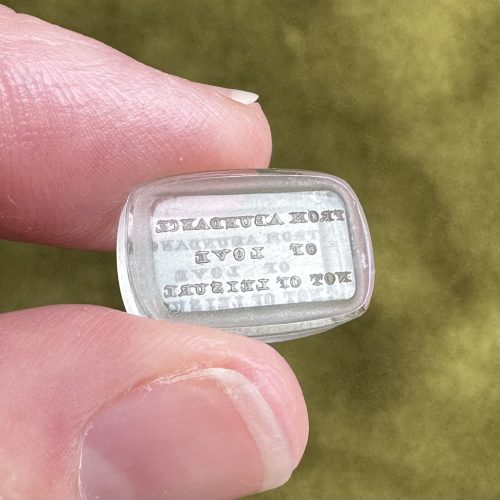 FROM ABUNDANCE
OF
LOVE
NOT OF LEISURE